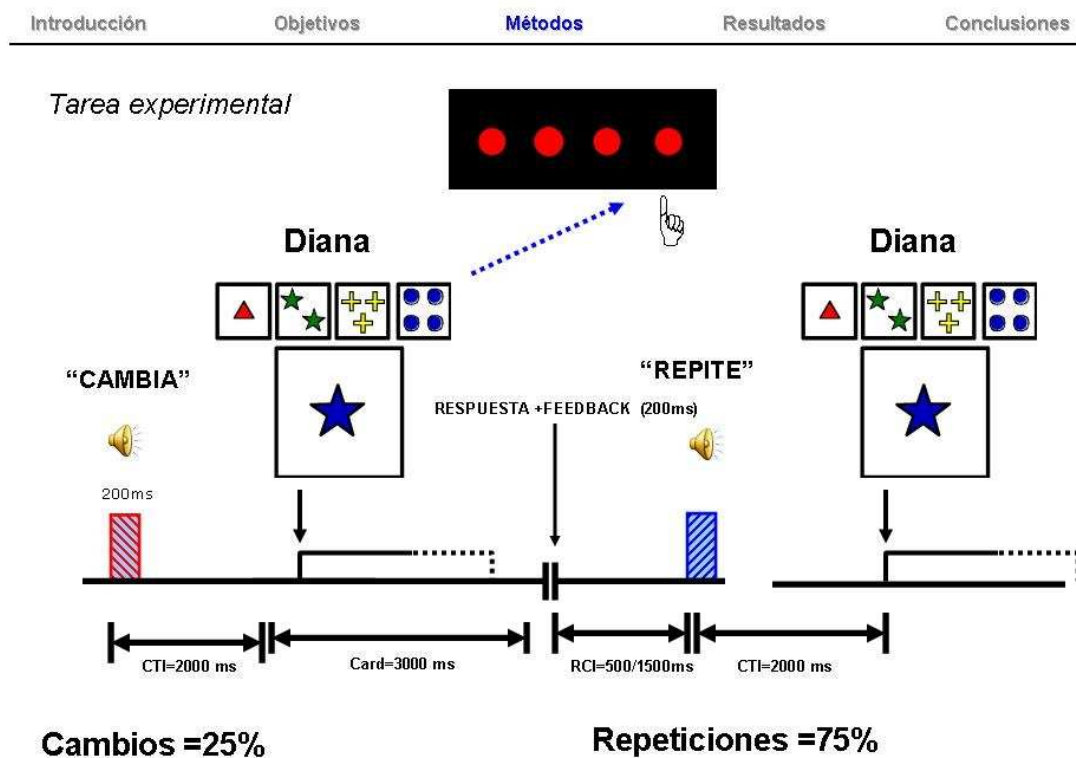 Introducción Objetivos Métodos Resultados Conclusiones
Tarea experimental
Diana Diana
“CAMBIA” “REPITE”
RESPUESTA +FEEDBACK (200ms)
200ms
CTI=2000 ms Card=3000 ms RCI=500/1500ms CTI=2000 ms
Cambios =25% Repeticiones =75%